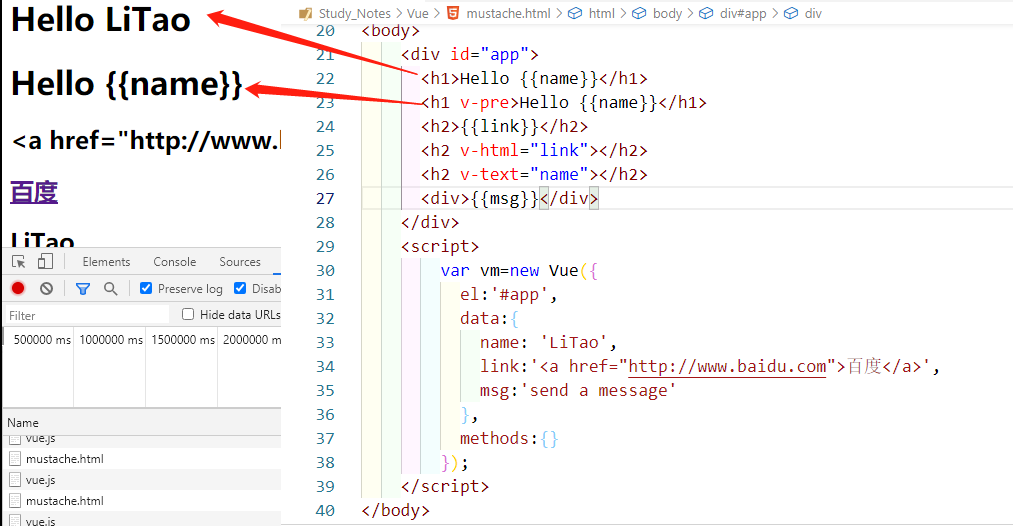 Hello LiTao
Hello {{name}}
<a href="http://www.
百度
LiTao
Elements Console Sources
Preserve log Disab
Filter
Hide data URLs
500000 ms 1000000 ms 1500000 ms 2000000 ms
Name
vue.js
mustache.html
vue.js
mustache.html
vue.js
Study_Notes > Vue > mustache.html > html > body > div#app > div
20 <body>
21 <div id="app">
22 <h1>Hello {{name}}</h1>
23 <h1 v-pre>Hello {{name}}</h1>
24 <h2>{{link}}</h2>
25 <h2 v-html="link"></h2>
26 <h2 v-text="name"></h2>
27 <div>{{msg}}</div>
28 </div>
29 <script>
30 var vm=new Vue({
31 el:'#app',
32 data:{
33 name: 'LiTao',
34 link:'<a href="http://www.baidu.com">百度</a>',
35 msg:'send a message'
36 },
37 methods:{}
38 });
39 </script>
40 </body>